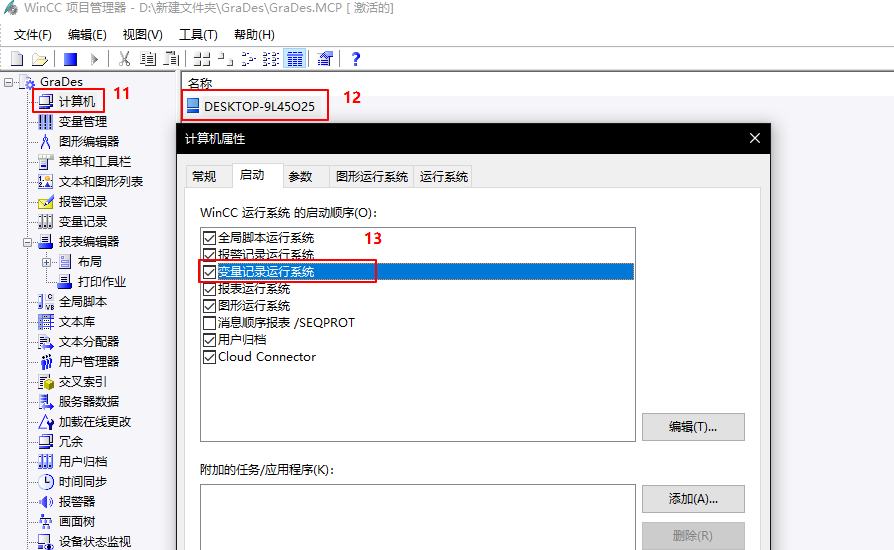 WinCC 项目管理器 - D:\新建文件夹\GraDes\GraDes.MCP [ 激活的]
文件(F) 编辑(E) 视图(V) 工具(T) 帮助(H)
GraDes
计算机
11
变量管理
图形编辑器
菜单和工具栏
文本和图形列表
报警记录
变量记录
报表编辑器
布局
打印作业
全局脚本
文本库
文本分配器
用户管理器
交叉索引
服务器数据
加载在线更改
冗余
用户归档
时间同步
报警器
画面树
设备状态监视
名称
DESKTOP-9L45O25
12
计算机属性
常规 启动 参数 图形运行系统 运行系统
WinCC 运行系统 的启动顺序(O):
全局脚本运行系统
13
报警记录运行系统
变量记录运行系统
报表运行系统
图形运行系统
消息顺序报表 /SEQPROT
用户归档
Cloud Connector
编辑(T)...
附加的任务/应用程序(K):
添加(A)...
删除(R)